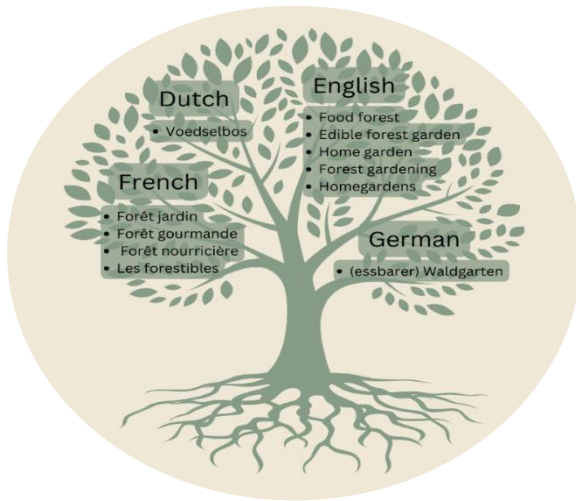 Dutch
• Voedselbos
English
• Food forest
• Edible forest garden
• Home garden
• Forest gardening
• Homegardens
French
• Forêt jardin
• Forêt gourmande
• Forêt nourricière
• Les forestibles
German
• (essbarer) Waldgarten